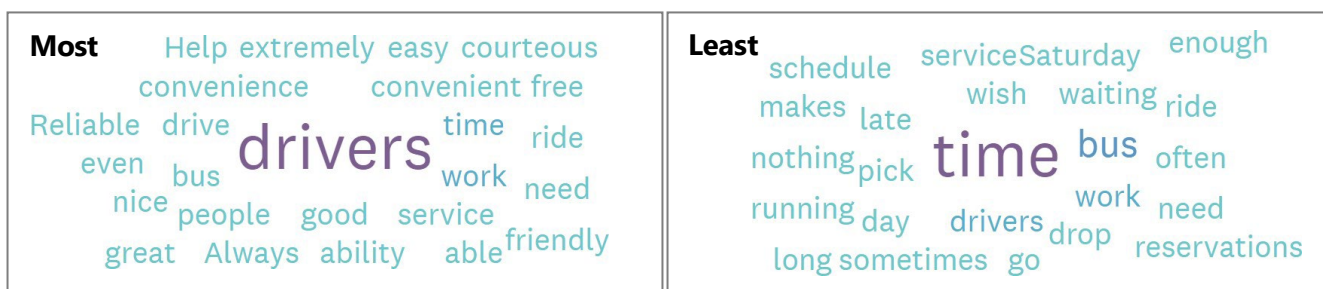 Most
Help extremely easy courteous
convenience convenient free
Reliable drive drivers time ride
even bus work need
nice people good service
great Always ability able friendly
Least
schedule serviceSaturday enough
makes late wish waiting ride
nothing pick time bus often
running day drivers work need
long sometimes go drop reservations